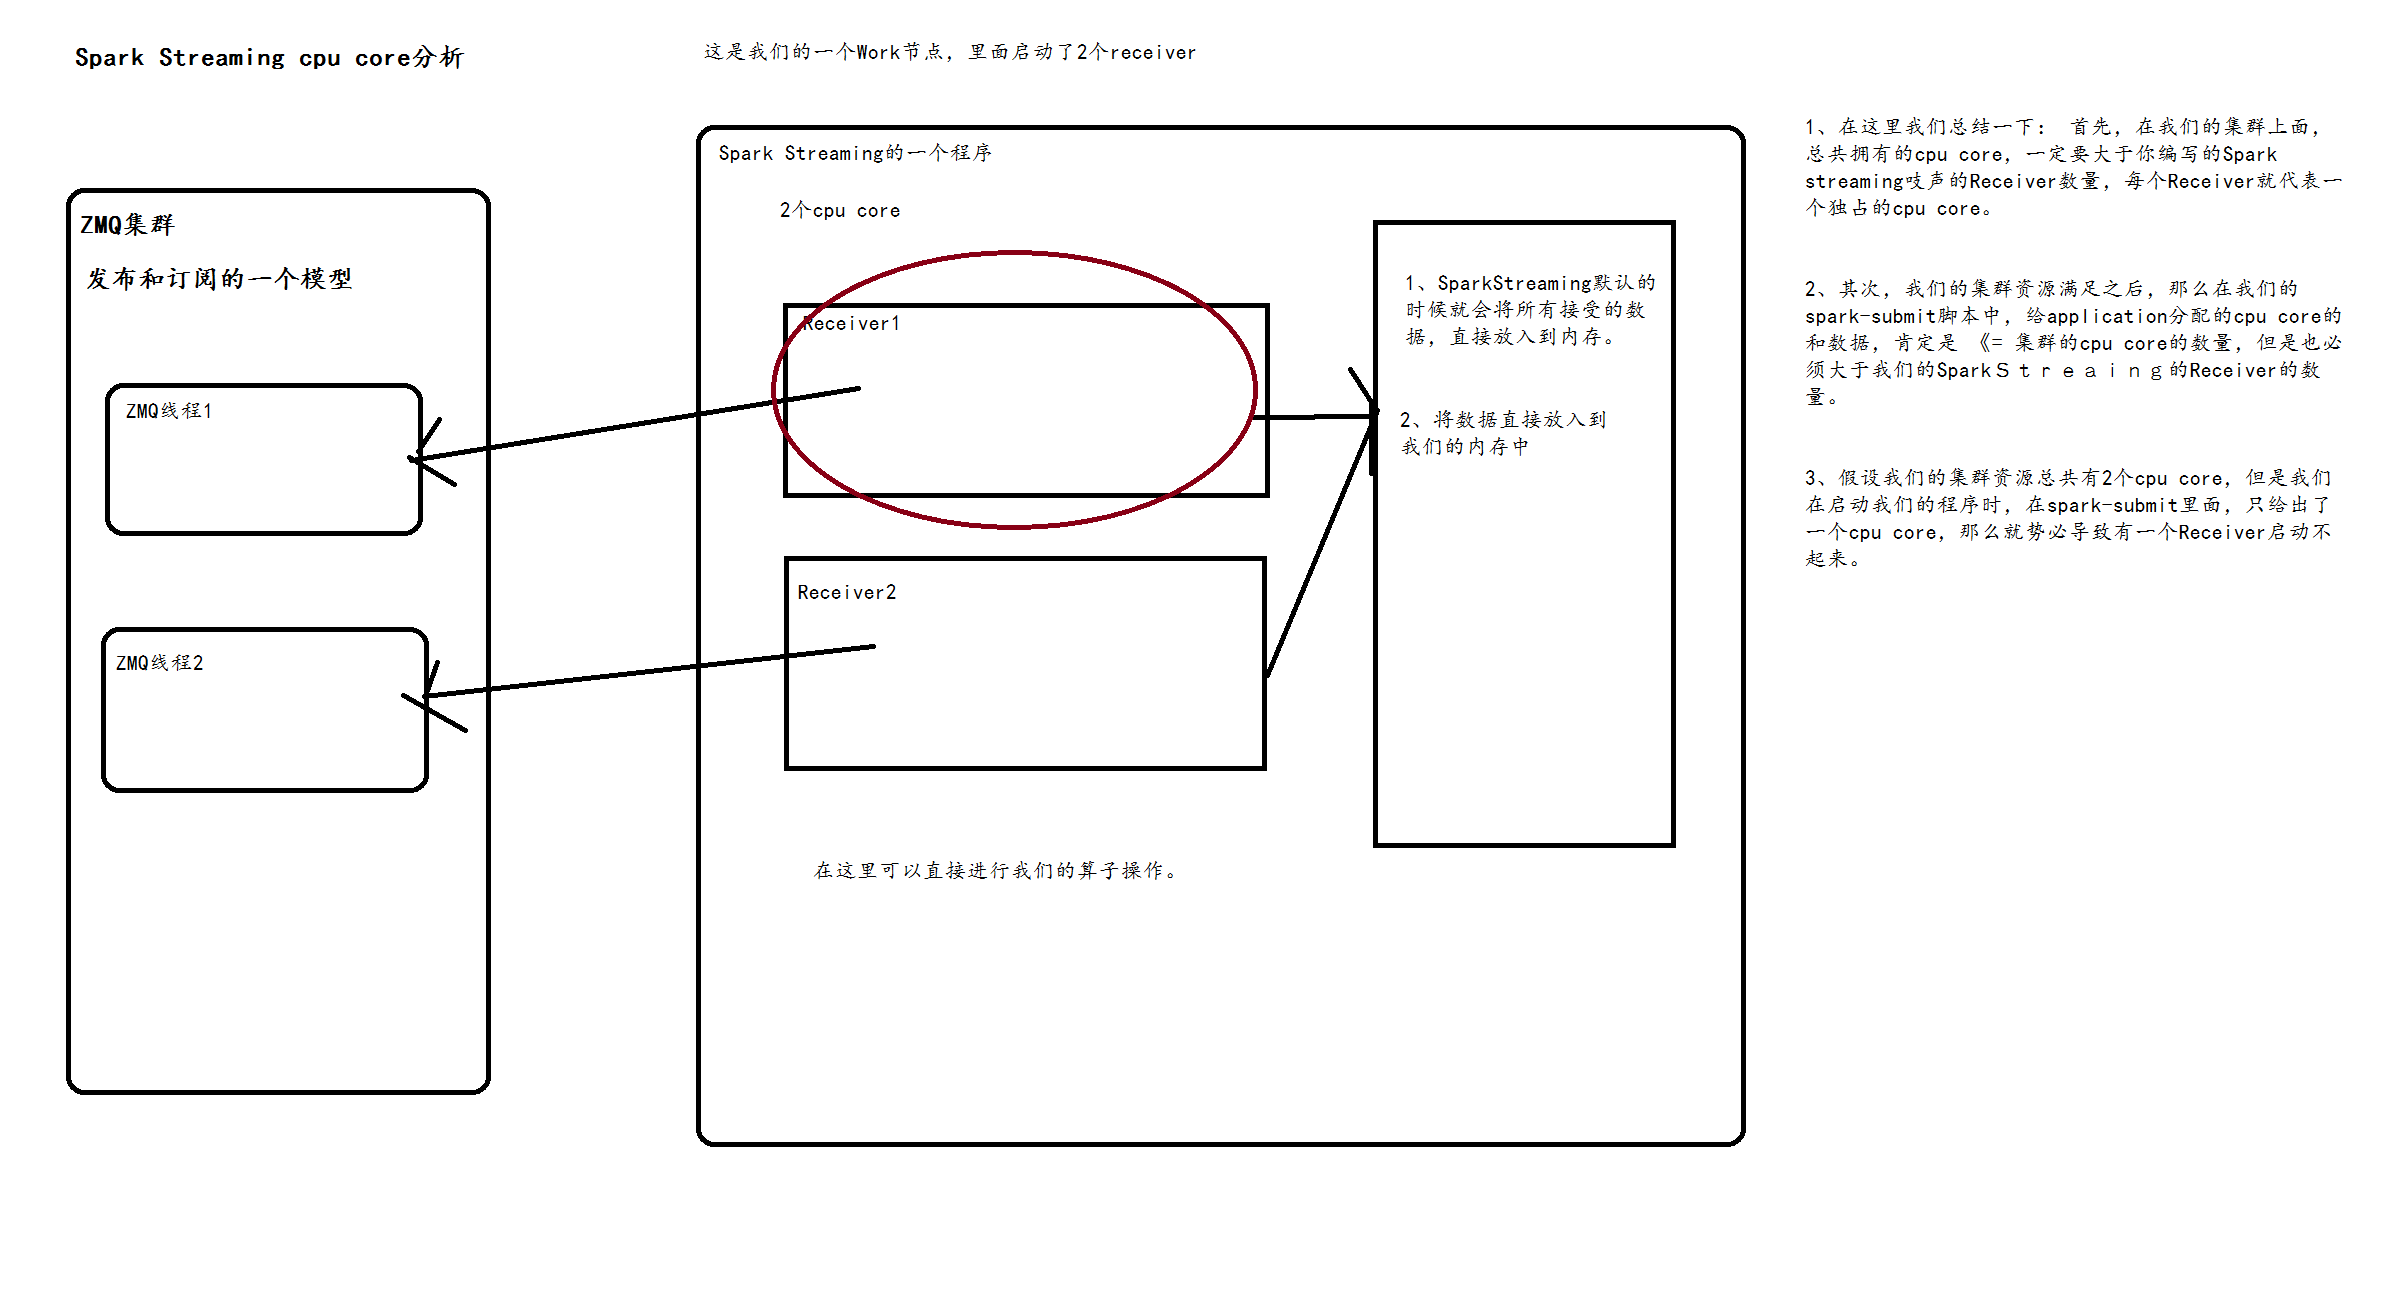 Spark Streaming cpu core分析
这是我们的一个Work节点，里面启动了2个receiver
ZMQ集群
发布和订阅的一个模型
ZMQ线程1
ZMQ线程2
Spark Streaming的一个程序
2个cpu core
Receiver1
Receiver2
在这里可以直接进行我们的算子操作。
1、SparkStreaming默认的
时候就会将所有接受的数
据，直接放入到内存。
2、将数据直接放入到
我们的内存中
1、在这里我们总结一下： 首先，在我们的集群上面，
总共拥有的cpu core，一定要大于你编写的Spark
streaming吱声的Receiver数量，每个Receiver就代表一
个独占的cpu core。
2、其次，我们的集群资源满足之后，那么在我们的
spark-submit脚本中，给application分配的cpu core的
和数据，肯定是 《= 集群的cpu core的数量，但是也必
须大于我们的SparkＳｔｒｅａｉｎｇ的Receiver的数
量。
3、假设我们的集群资源总共有2个cpu core，但是我们
在启动我们的程序时，在spark-submit里面，只给出了
一个cpu core，那么就势必导致有一个Receiver启动不
起来。